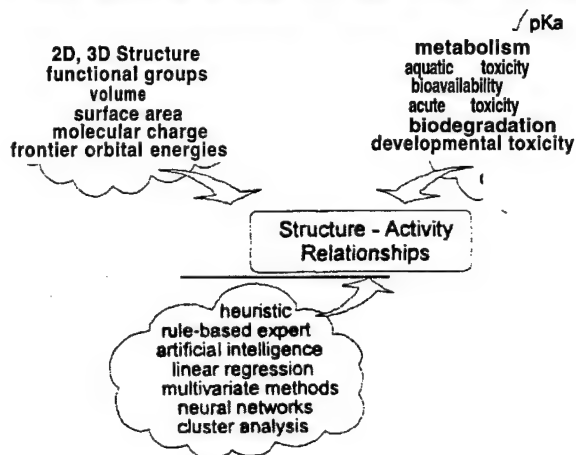 2D, 3D Structure
functional groups
volume
surface area
molecular charge
frontier orbital energies
pKa
metabolism
aquatic toxicity
bioavailability
acute toxicity
biodegradation
developmental toxicity
Structure - Activity
Relationships
heuristic
rule-based expert
artificial intelligence
linear regression
multivariate methods
neural networks
cluster analysis